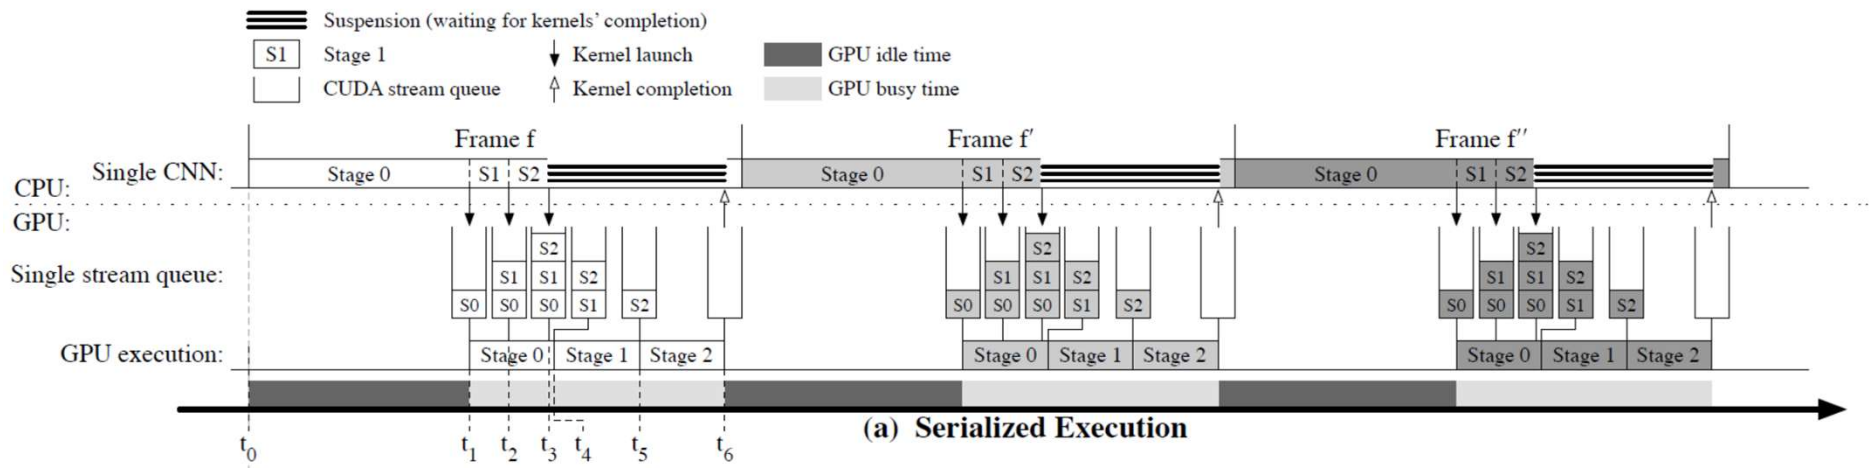 Suspension (waiting for kernels' completion)
S1 Stage 1 Kernel launch GPU idle time
CUDA stream queue Kernel completion GPU busy time
Frame f Frame f′ Frame f′′
Single CNN: Stage 0 S1 S2 Stage 0 S1 S2 Stage 0 S1 S2
CPU:
GPU:
S2 S2 S2
Single stream queue: S1 S1 S2 S1 S1 S2 S1 S1 S2
S0 S0 S0 S1 S2 S0 S0 S0 S1 S2 S0 S0 S0 S1 S2
GPU execution: Stage 0 Stage 1 Stage 2 Stage 0 Stage 1 Stage 2 Stage 0 Stage 1 Stage 2
(a) Serialized Execution
t0 t1 t2 t3 t4 t5 t6